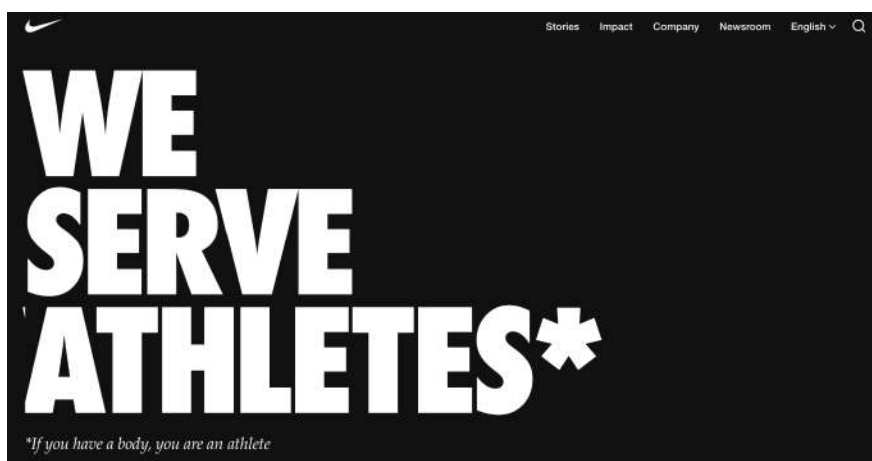 Stories Impact Company Newsroom English
WE
SERVE
ATHLETES*
*If you have a body, you are an athlete